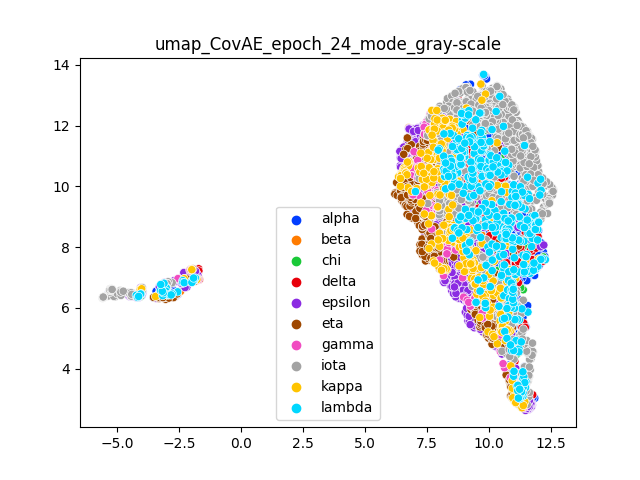 umap_CovAE_epoch_24_mode_gray-scale
14
12
10
8
6
4
−5.0 −2.5 0.0 2.5 5.0 7.5 10.0 12.5
alpha
beta
chi
delta
epsilon
eta
gamma
iota
kappa
lambda